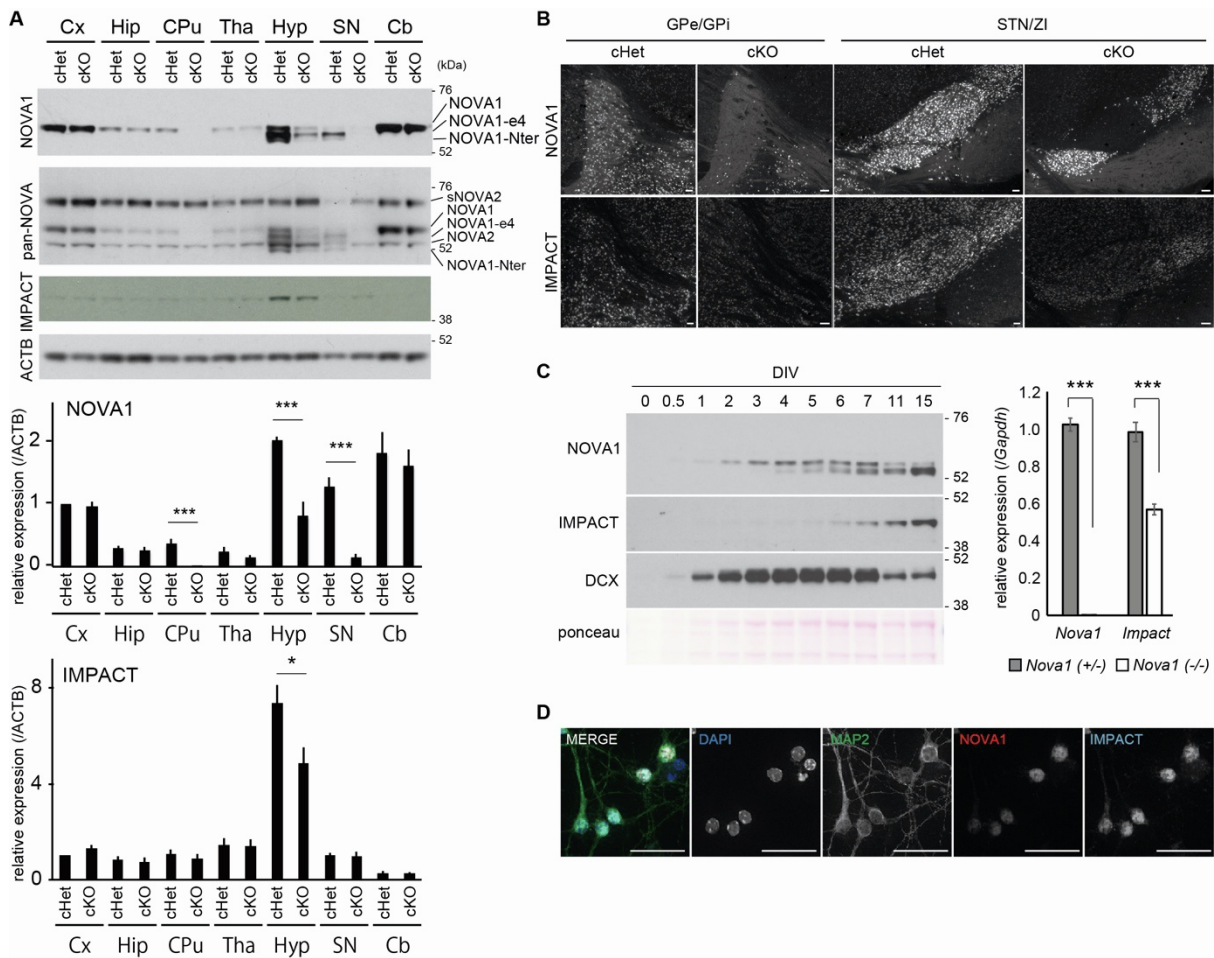 A
Cx Hip CPu Tha Hyp SN Cb
cHet cKO cHet cKO cHet cKO cHet cKO cHet cKO cHet cKO cHet cKO
(kDa)
NOVA1
76
NOVA1
NOVA1-e4
NOVA1-Nter
52
pan-NOVA
76
sNOVA2
NOVA1
NOVA1-e4
NOVA2
52
NOVA1-Nter
IMPACT
38
ACTB
52
NOVA1
relative expression (/ACTB)
2
1
0
*** *** ***
cHet cKO cHet cKO cHet cKO cHet cKO cHet cKO cHet cKO cHet cKO
Cx Hip CPu Tha Hyp SN Cb
IMPACT
relative expression (/ACTB)
8
4
0
*
cHet cKO cHet cKO cHet cKO cHet cKO cHet cKO cHet cKO cHet cKO
Cx Hip CPu Tha Hyp SN Cb
B
GPe/GPi STN/ZI
cHet cKO cHet cKO
NOVA1
IMPACT
C
DIV
0 0.5 1 2 3 4 5 6 7 11 15
NOVA1
- 76
- 52
IMPACT
- 52
- 38
DCX
- 52
- 38
ponceau
relative expression (/Gapdh)
1.2
1.0
0.8
0.6
0.4
0.2
0
*** ***
Nova1 Impact
Nova1 (+/-) Nova1 (-/-)
D
MERGE DAPI MAP2 NOVA1 IMPACT